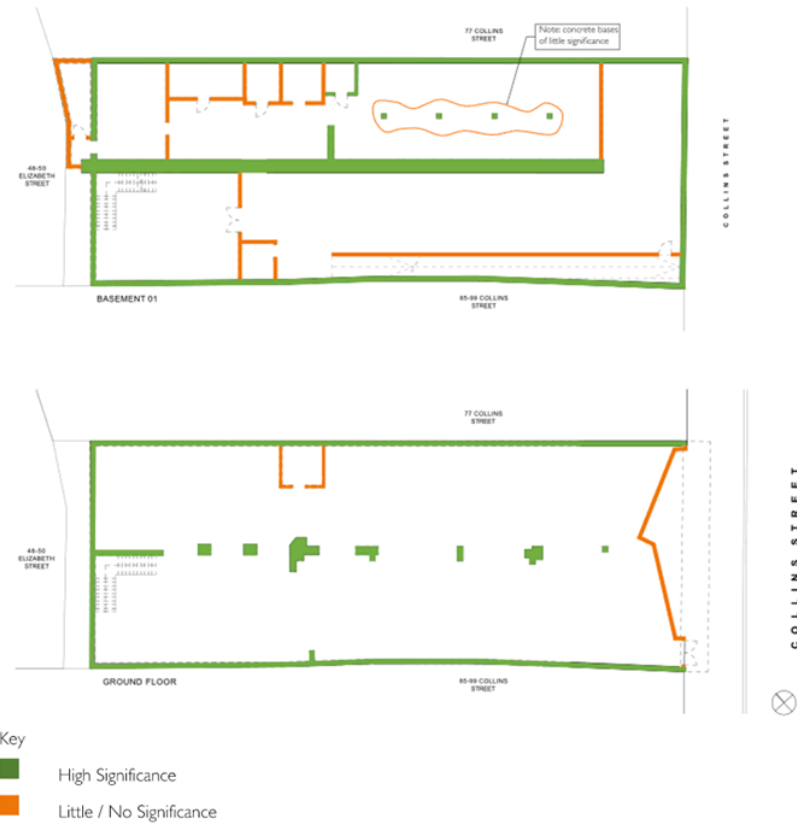 77 COLLINS
STREET
Note: concrete bases
of little significance
48-50
ELIZABETH
STREET
COLLINS STREET
BASEMENT 01
85-99 COLLINS
STREET
77 COLLINS
STREET
48-50
ELIZABETH
STREET
COLLINS STREET
GROUND FLOOR
85-99 COLLINS
STREET
Key
High Significance
Little / No Significance